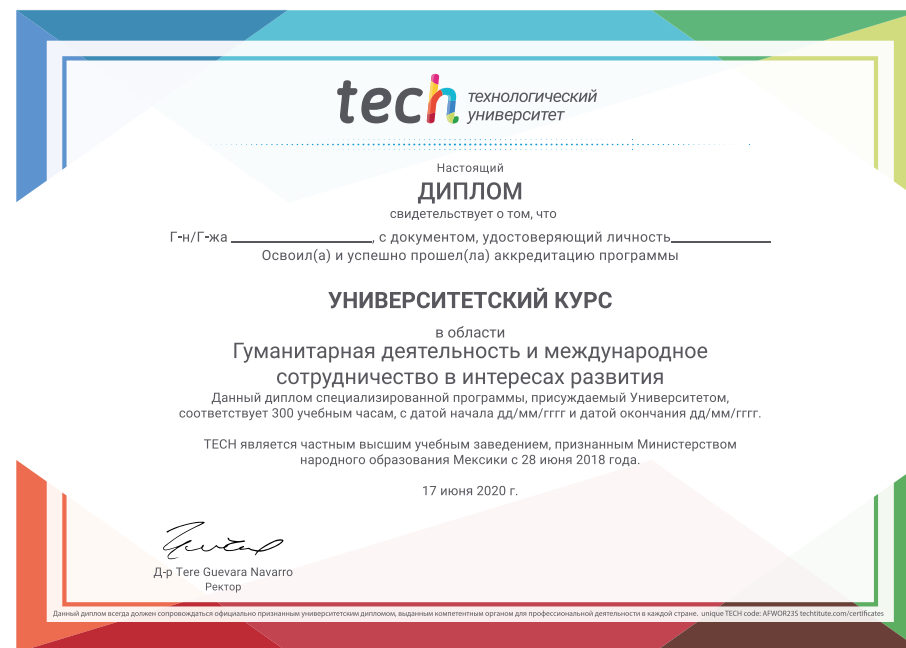 tech технологический
университет
Настоящий
ДИПЛОМ
свидетельствует о том, что
Г-н/Г-жа , с документом, удостоверяющий личность
Освоил(а) и успешно прошел(ла) аккредитацию программы
УНИВЕРСИТЕТСКИЙ КУРС
в области
Гуманитарная деятельность и международное
сотрудничество в интересах развития
Данный диплом специализированной программы, присуждаемый Университетом,
соответствует 300 учебным часам, с датой начала дд/мм/гггг и датой окончания дд/мм/гггг.
TECH является частным высшим учебным заведением, признанным Министерством
народного образования Мексики с 28 июня 2018 года.
17 июня 2020 г.
Д-р Tere Guevara Navarro
Ректор
Данный диплом всегда должен сопровождаться официально признанным университетским дипломом, выданным компетентным органом для профессиональной деятельности в каждой стране. unique TECH code: AFWOR23S techtitute.com/certificates